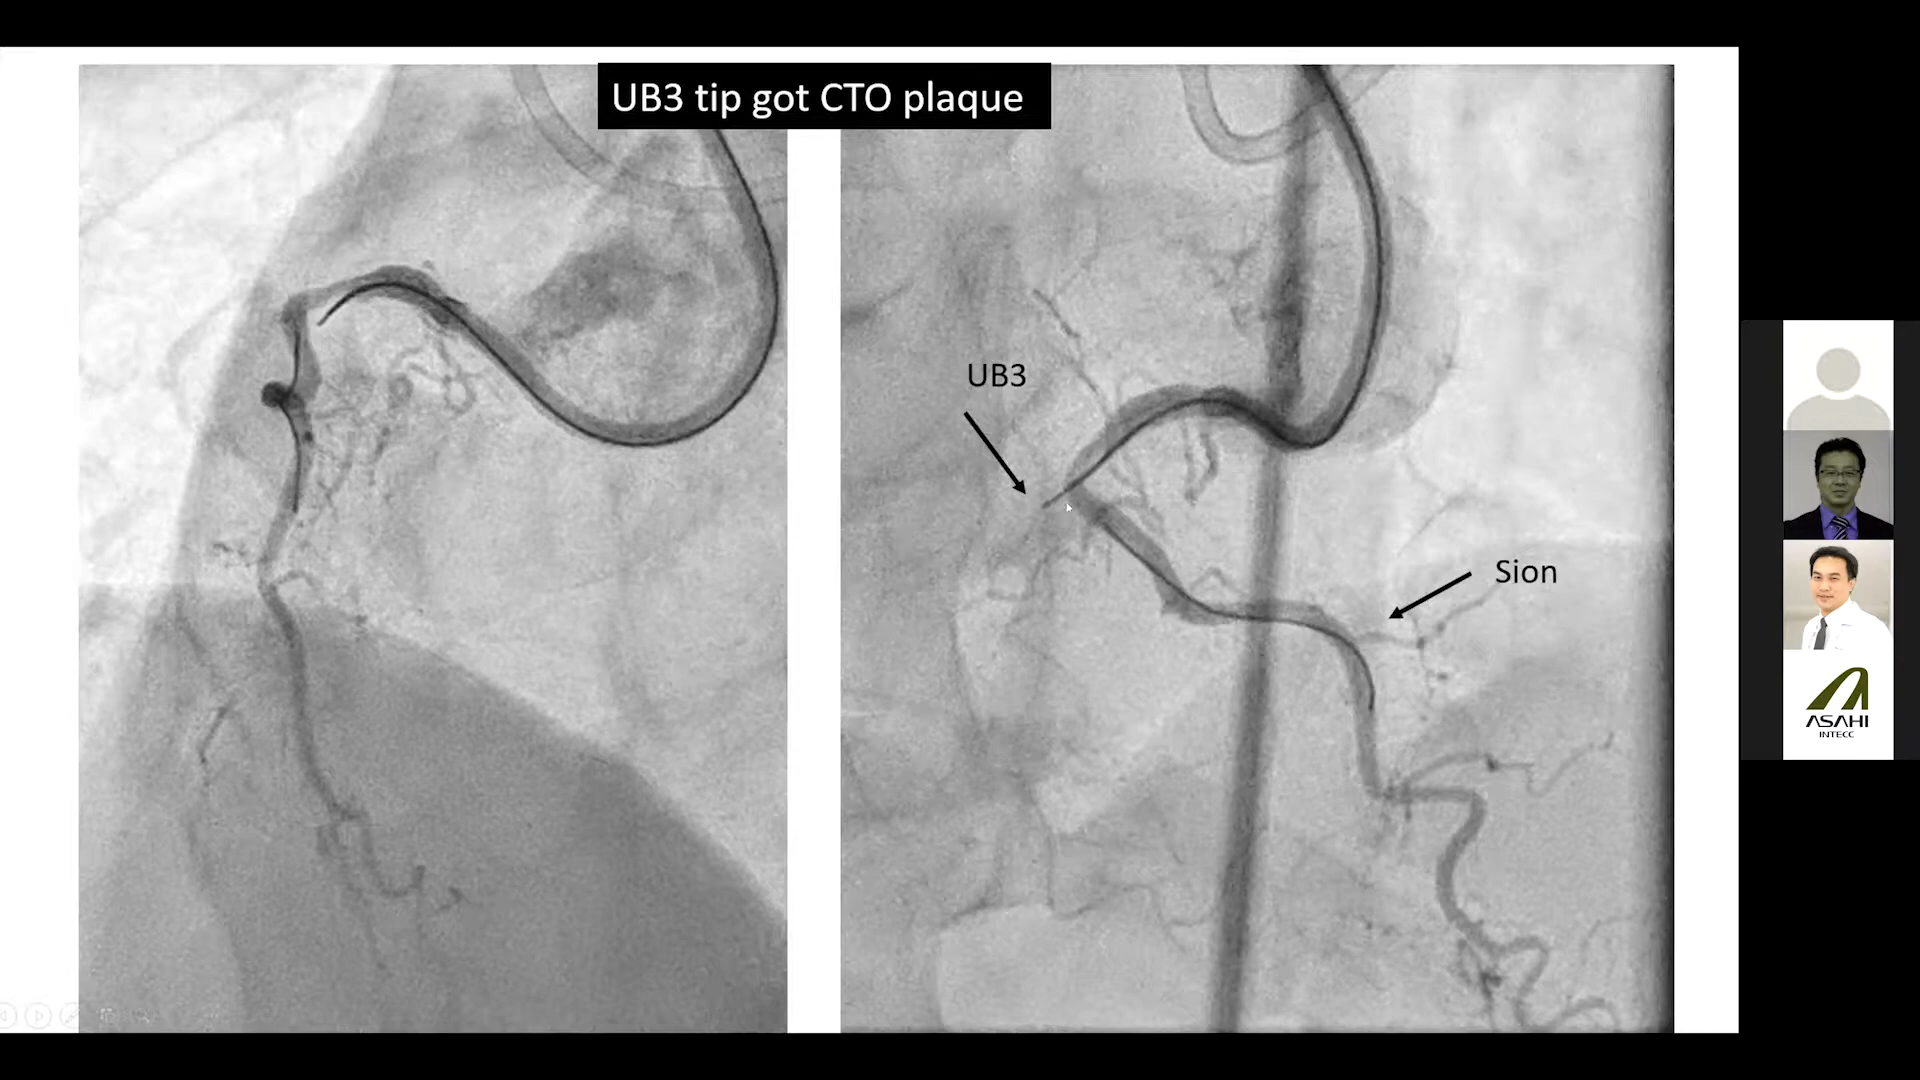 UB3 tip got CTO plaque
UB3
Sion
ASAHI
INTECC